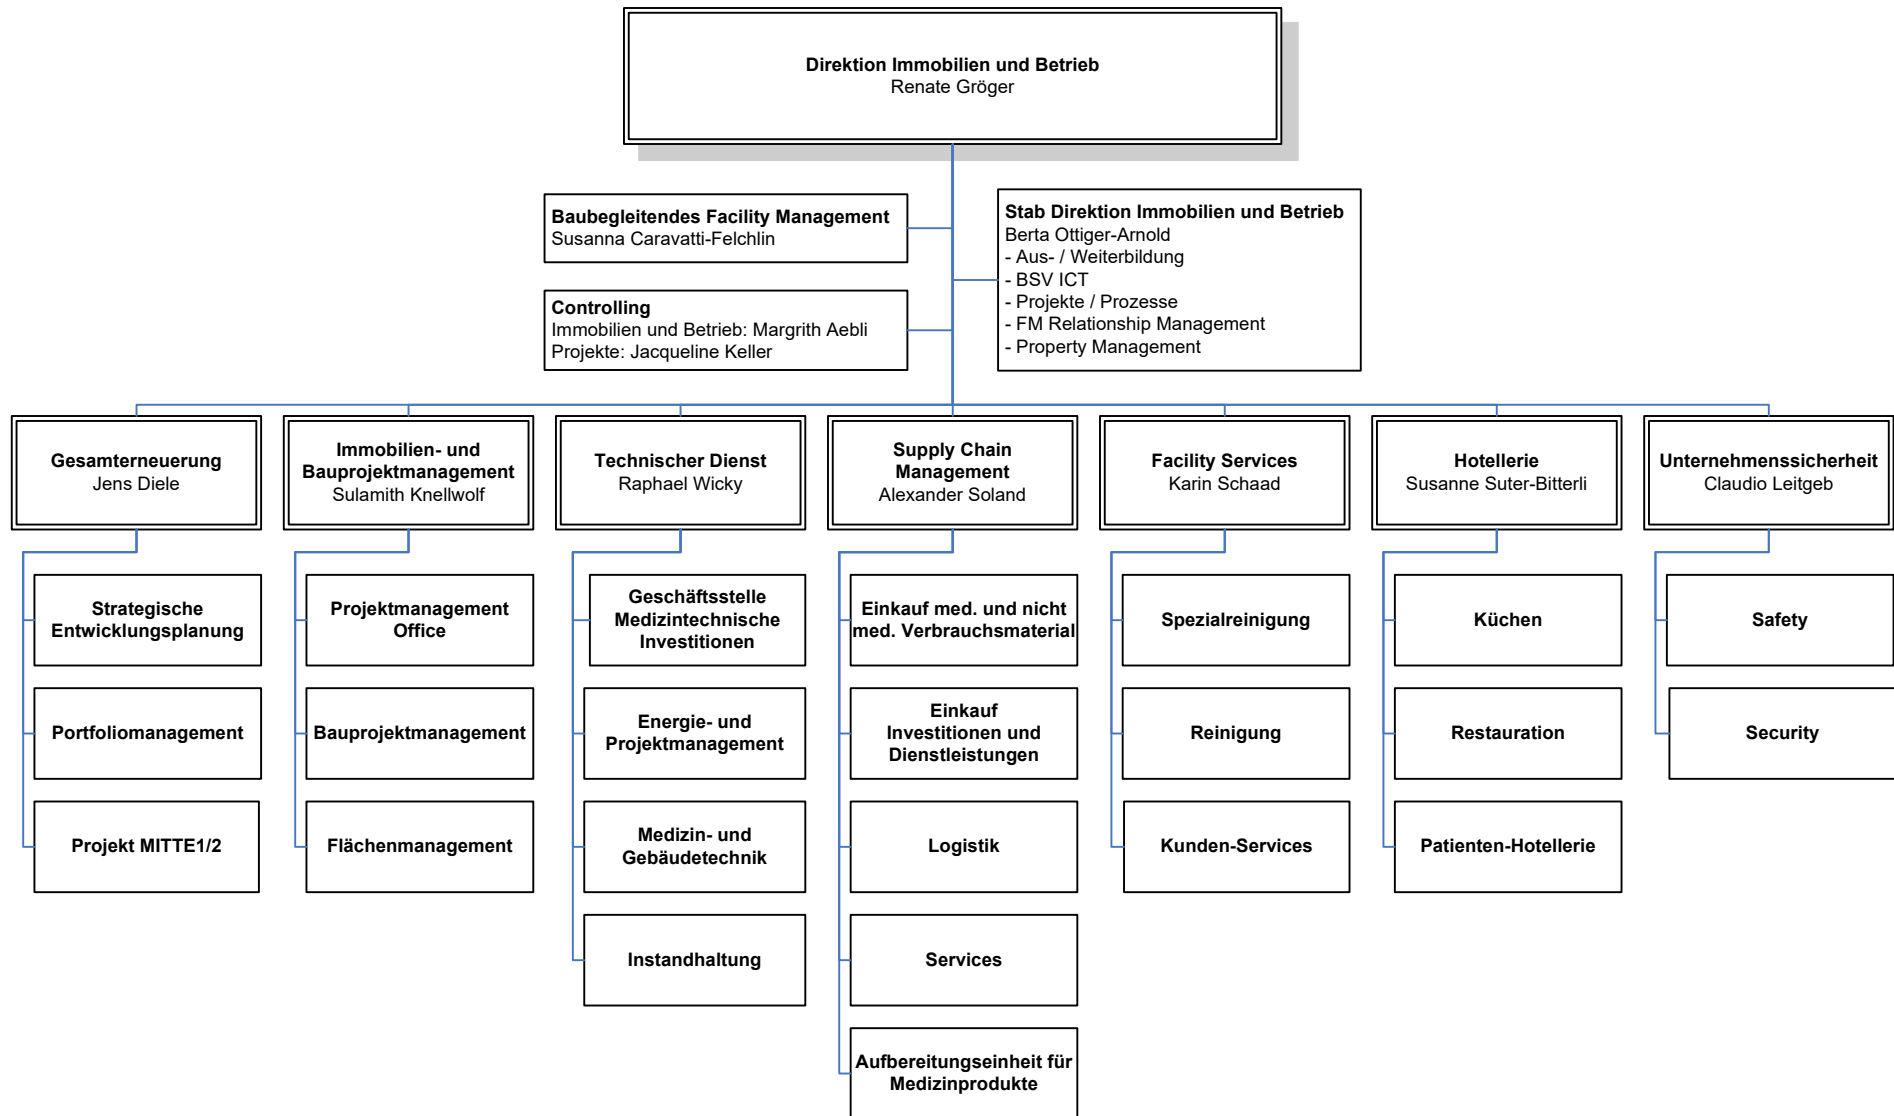 Direktion Immobilien und Betrieb
Renate Gröger
Baubegleitendes Facility Management
Susanna Caravatti-Felchlin
Stab Direktion Immobilien und Betrieb
Berta Ottiger-Arnold
- Aus- / Weiterbildung
- BSV ICT
- Projekte / Prozesse
- FM Relationship Management
- Property Management
Controlling
Immobilien und Betrieb: Margrith Aebli
Projekte: Jacqueline Keller
Gesamterneuerung
Jens Diele
Immobilien- und
Bauprojektmanagement
Sulamith Knellwolf
Technischer Dienst
Raphael Wicky
Supply Chain
Management
Alexander Soland
Facility Services
Karin Schaad
Hotellerie
Susanne Suter-Bitterli
Unternehmenssicherheit
Claudio Leitgeb
Strategische
Entwicklungsplanung
Projektmanagement
Office
Geschäftsstelle
Medizintechnische
Investitionen
Einkauf med. und nicht
med. Verbrauchsmaterial
Spezialreinigung
Küchen
Safety
Portfoliomanagement
Bauprojektmanagement
Energie- und
Projektmanagement
Einkauf
Investitionen und
Dienstleistungen
Reinigung
Restauration
Security
Projekt MITTE1/2
Flächenmanagement
Medizin- und
Gebäudetechnik
Logistik
Kunden-Services
Patienten-Hotellerie
Instandhaltung
Services
Aufbereitungseinheit für
Medizinprodukte